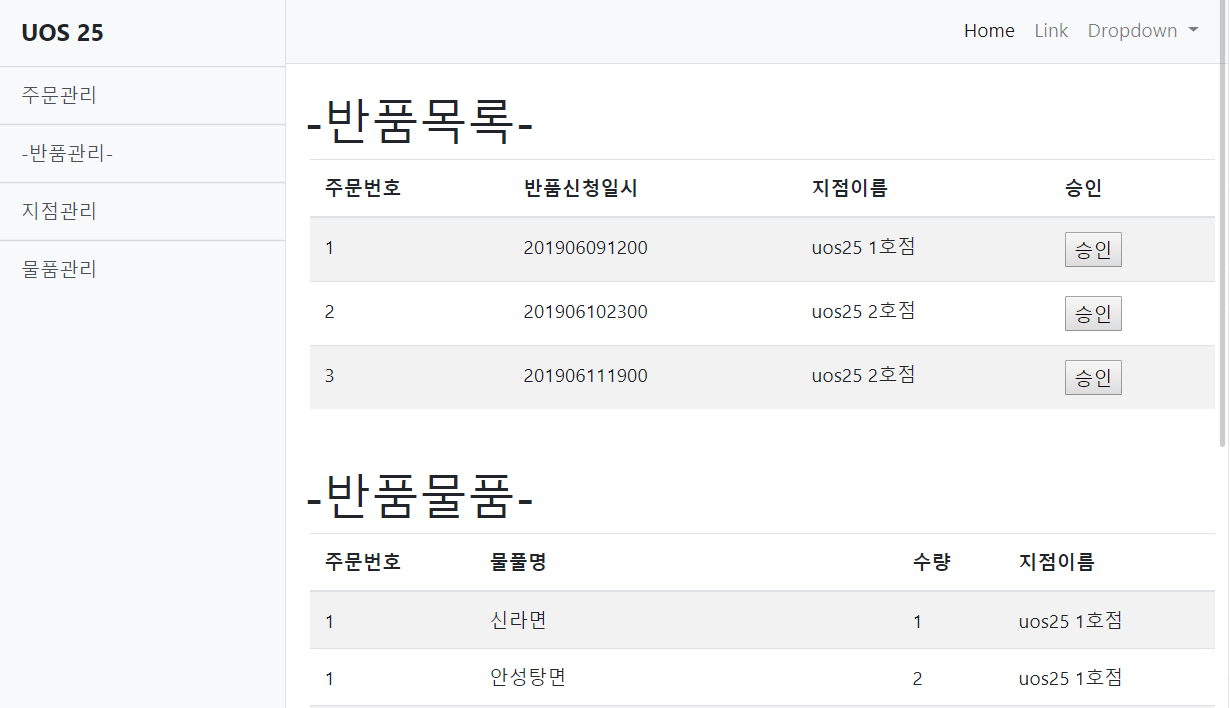 UOS 25
Home Link Dropdown
주문관리
-반품관리-
지점관리
물품관리
-반품목록-
주문번호 반품신청일시 지점이름 승인
1 201906091200 uos25 1호점 승인
2 201906102300 uos25 2호점 승인
3 201906111900 uos25 2호점 승인
-반품물품-
주문번호 물풀명 수량 지점이름
1 신라면 1 uos25 1호점
1 안성탕면 2 uos25 1호점